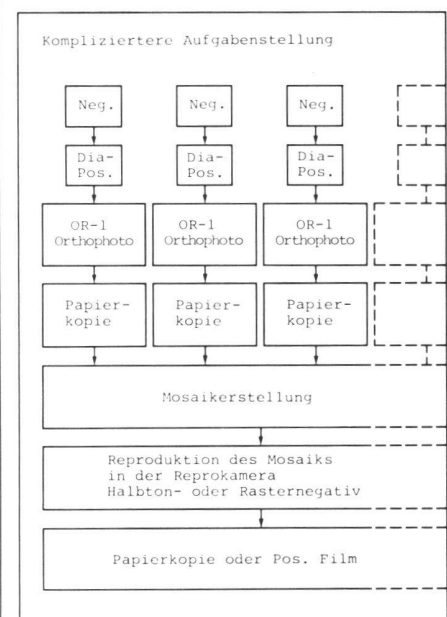 Kompliziertere Aufgabenstellung
Neg. Neg. Neg.
Dia- Dia- Dia-
Pos. Pos. Pos.
OR-1 OR-1 OR-1
Orthophoto Orthophoto Orthophoto
Papier- Papier- Papier-
kopie kopie kopie
Mosaikerstellung
Reproduktion des Mosaiks
in der Reprokamera
Halbton- oder Rasternegativ
Papierkopie oder Pos. Film